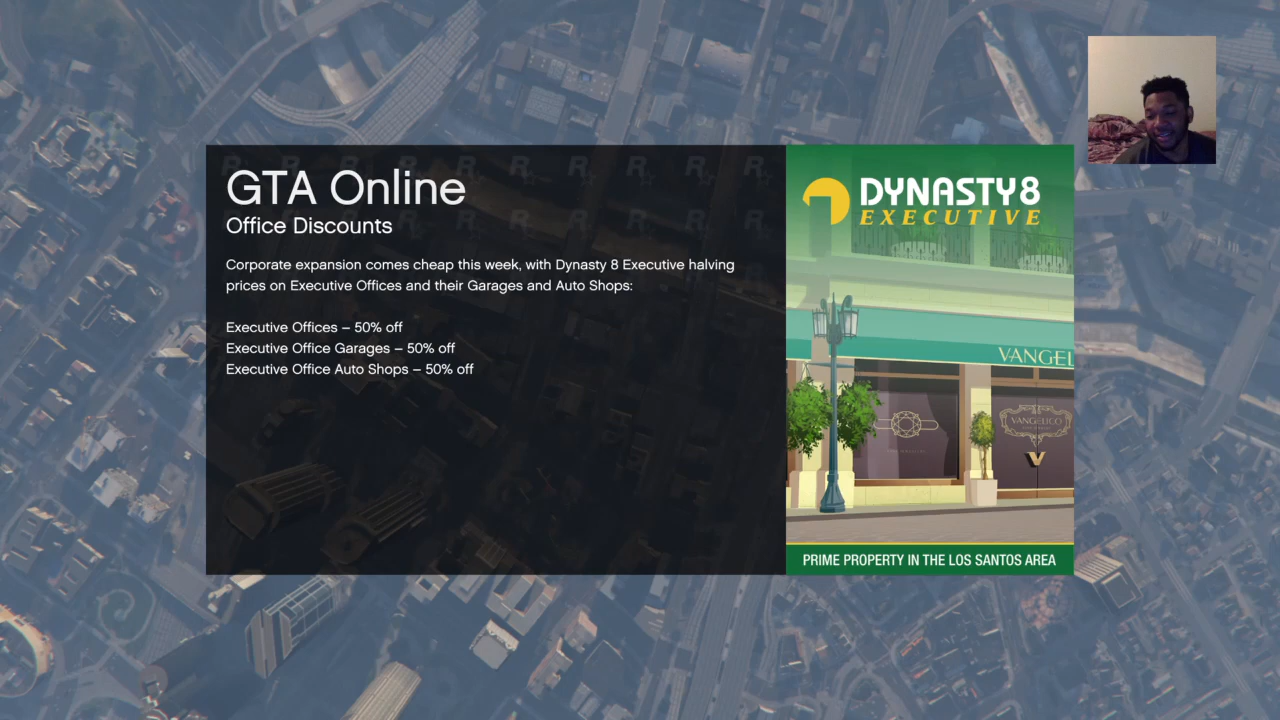 GTA Online
Office Discounts
Corporate expansion comes cheap this week, with Dynasty 8 Executive halving
prices on Executive Offices and their Garages and Auto Shops:
Executive Offices – 50% off
Executive Office Garages – 50% off
Executive Office Auto Shops – 50% off
DYNASTY8
EXECUTIVE
VANGEL
VANGELICO
PRIME PROPERTY IN THE LOS SANTOS AREA